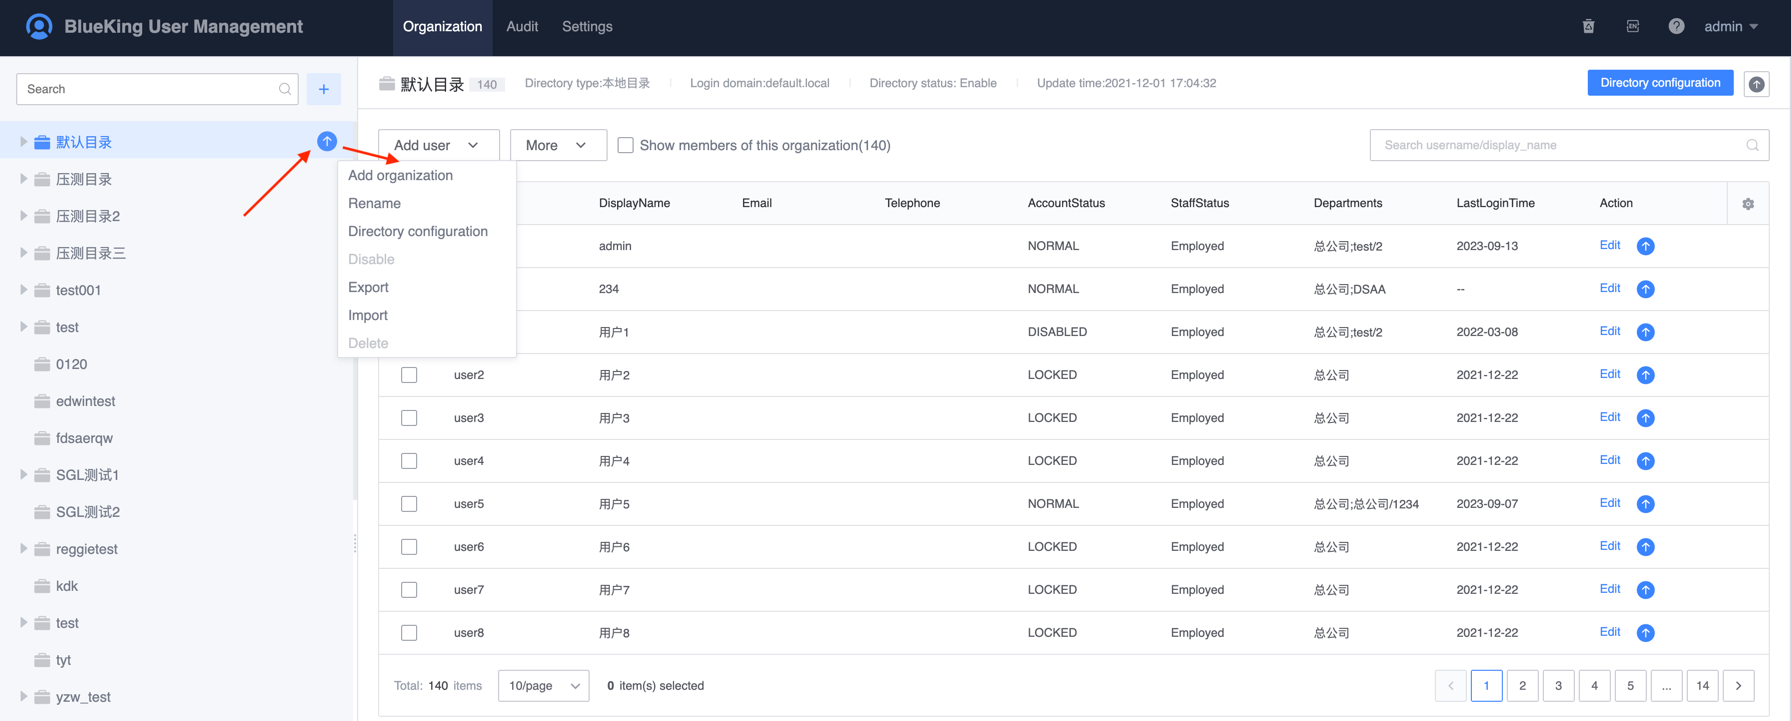 BlueKing User Management
Organization
Audit
Settings
EN
admin
Search
+
默认目录 140
Directory type:本地目录
Login domain:default.local
Directory status: Enable
Update time:2021-12-01 17:04:32
Directory configuration
默认目录
压测目录
压测目录2
压测目录三
test001
test
0120
edwintest
fdsaerqw
SGL测试1
SGL测试2
reggietest
kdk
test
tyt
yzw_test
Add user
More
Show members of this organization(140)
Search username/display_name
Add organization
Rename
Directory configuration
Disable
Export
Import
Delete
DisplayName Email Telephone AccountStatus StaffStatus Departments LastLoginTime Action
admin NORMAL Employed 总公司;test/2 2023-09-13 Edit
234 NORMAL Employed 总公司;DSAA -- Edit
用户1 DISABLED Employed 总公司;test/2 2022-03-08 Edit
user2 用户2 LOCKED Employed 总公司 2021-12-22 Edit
user3 用户3 LOCKED Employed 总公司 2021-12-22 Edit
user4 用户4 LOCKED Employed 总公司 2021-12-22 Edit
user5 用户5 NORMAL Employed 总公司;总公司/1234 2023-09-07 Edit
user6 用户6 LOCKED Employed 总公司 2021-12-22 Edit
user7 用户7 LOCKED Employed 总公司 2021-12-22 Edit
user8 用户8 LOCKED Employed 总公司 2021-12-22 Edit
Total: 140 items 10/page 0 item(s) selected
< 1 2 3 4 5 ... 14 >